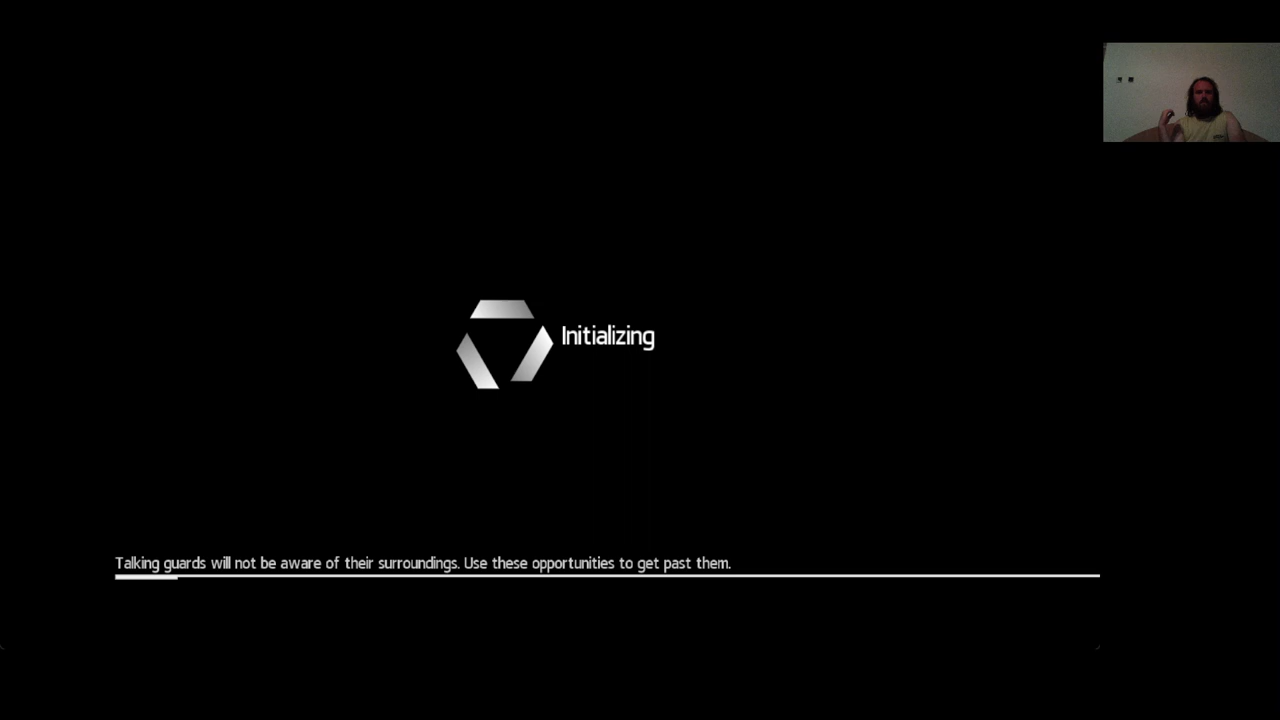 Initializing
Talking guards will not be aware of their surroundings. Use these opportunities to get past them.